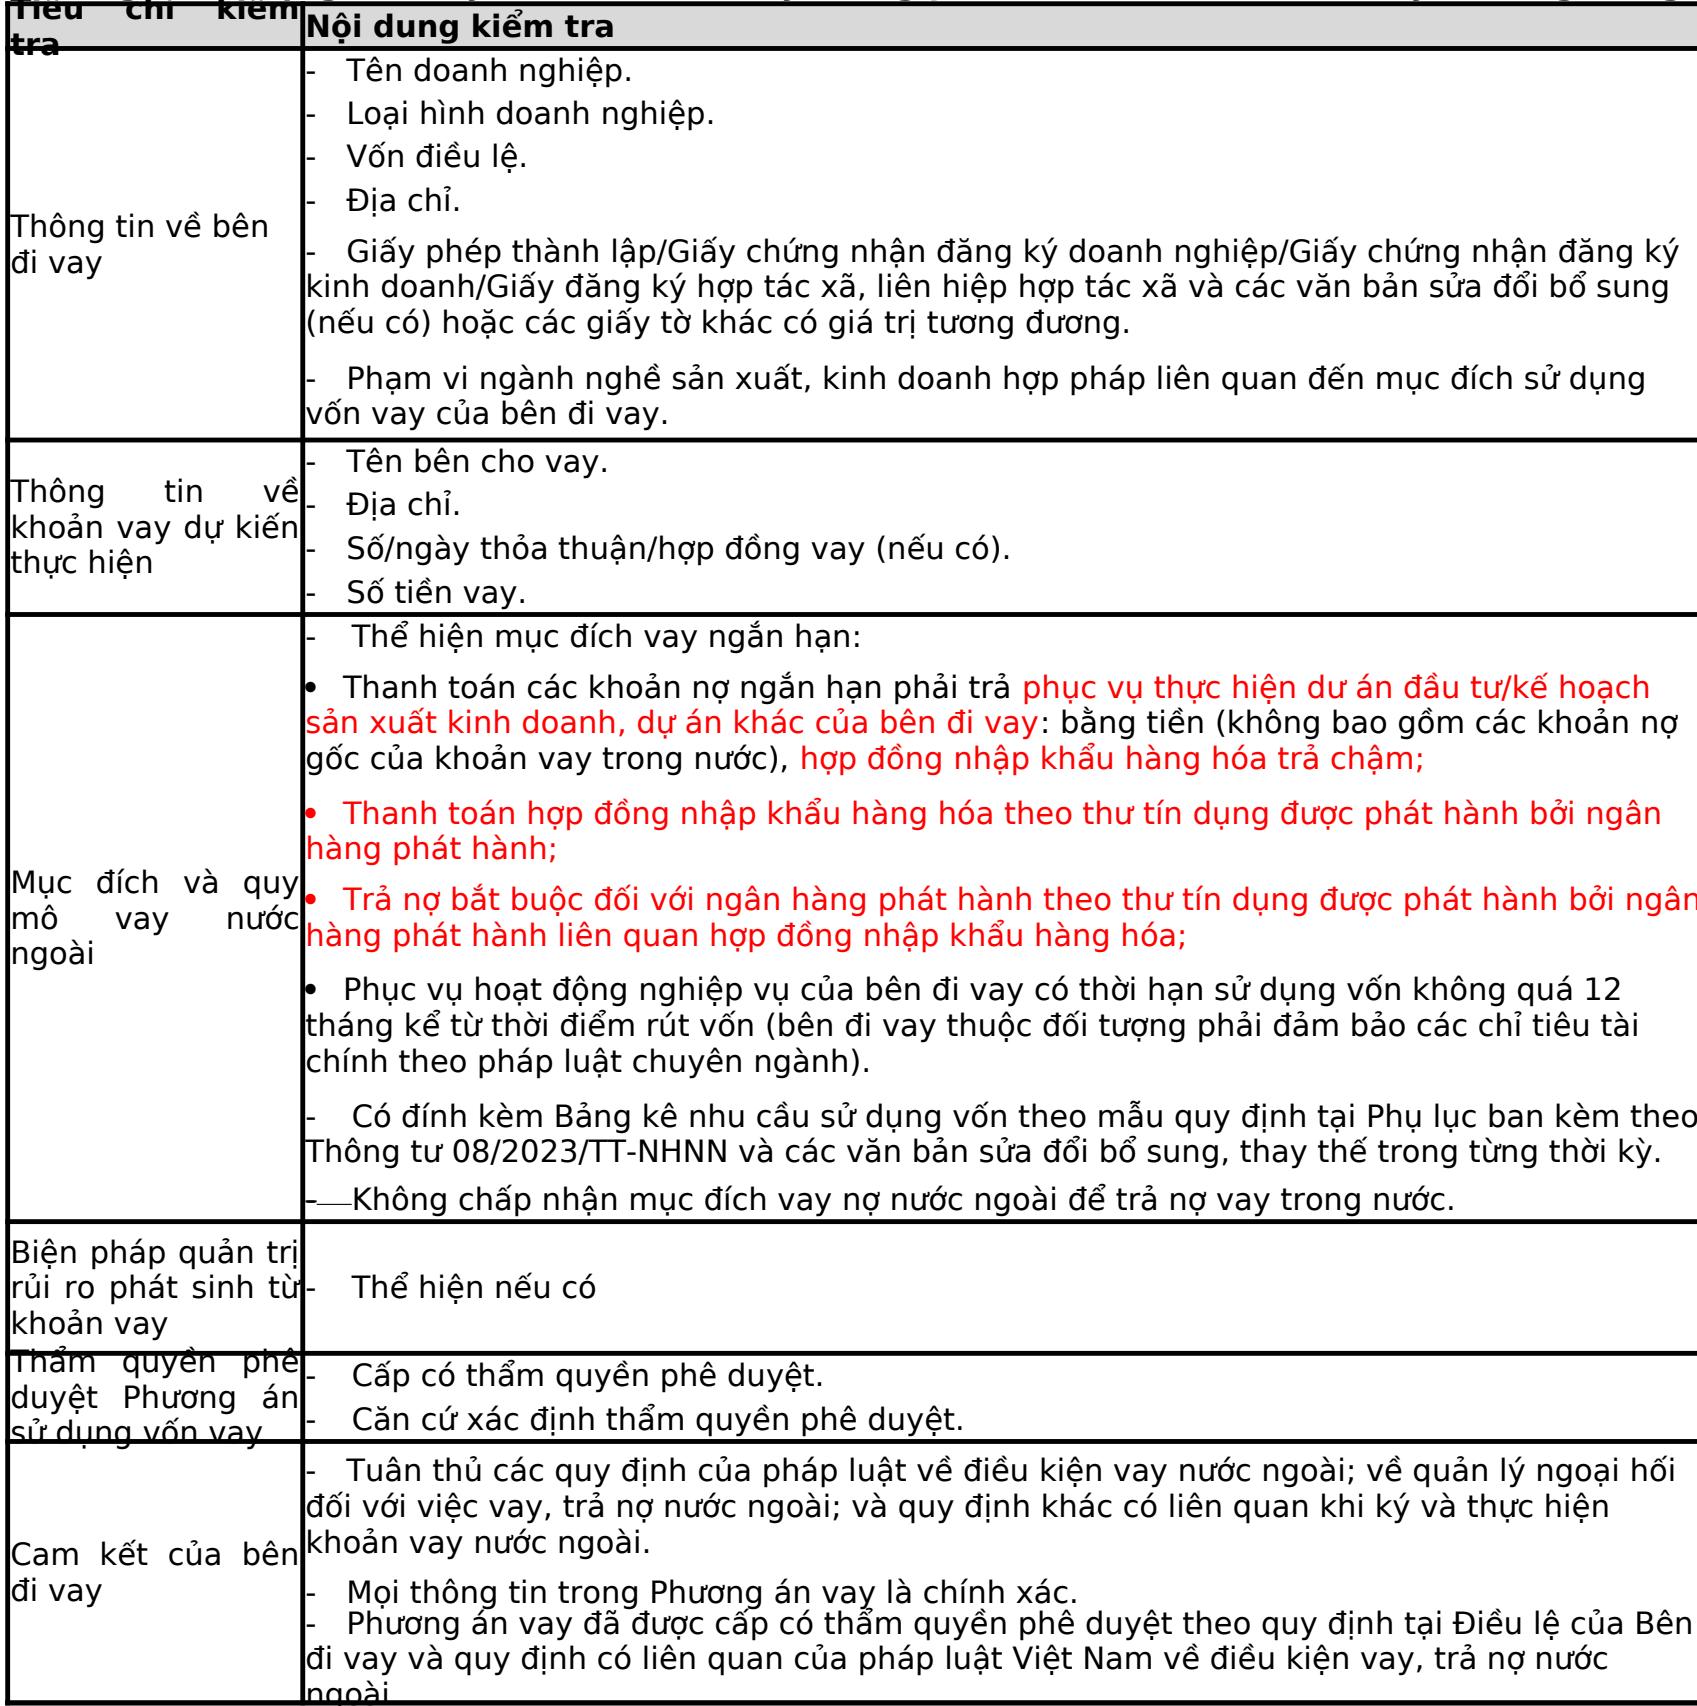 Tiêu chí kiểm
tra
Nội dung kiểm tra
Thông tin về bên
đi vay
- Tên doanh nghiệp.
- Loại hình doanh nghiệp.
- Vốn điều lệ.
- Địa chỉ.
- Giấy phép thành lập/Giấy chứng nhận đăng ký doanh nghiệp/Giấy chứng nhận đăng ký
kinh doanh/Giấy đăng ký hợp tác xã, liên hiệp hợp tác xã và các văn bản sửa đổi bổ sung
(nếu có) hoặc các giấy tờ khác có giá trị tương đương.
- Phạm vi ngành nghề sản xuất, kinh doanh hợp pháp liên quan đến mục đích sử dụng
vốn vay của bên đi vay.
Thông tin về
khoản vay dự kiến
thực hiện
- Tên bên cho vay.
- Địa chỉ.
- Số/ngày thỏa thuận/hợp đồng vay (nếu có).
- Số tiền vay.
Mục đích và quy
mô vay nước
ngoài
- Thể hiện mục đích vay ngắn hạn:
• Thanh toán các khoản nợ ngắn hạn phải trả phục vụ thực hiện dư án đầu tư/kế hoạch
sản xuất kinh doanh, dự án khác của bên đi vay: bằng tiền (không bao gồm các khoản nợ
gốc của khoản vay trong nước), hợp đồng nhập khẩu hàng hóa trả chậm;
• Thanh toán hợp đồng nhập khẩu hàng hóa theo thư tín dụng được phát hành bởi ngân
hàng phát hành;
• Trả nợ bắt buộc đối với ngân hàng phát hành theo thư tín dụng được phát hành bởi ngân
hàng phát hành liên quan hợp đồng nhập khẩu hàng hóa;
• Phục vụ hoạt động nghiệp vụ của bên đi vay có thời hạn sử dụng vốn không quá 12
tháng kể từ thời điểm rút vốn (bên đi vay thuộc đối tượng phải đảm bảo các chỉ tiêu tài
chính theo pháp luật chuyên ngành).
- Có đính kèm Bảng kê nhu cầu sử dụng vốn theo mẫu quy định tại Phụ lục ban kèm theo
Thông tư 08/2023/TT-NHNN và các văn bản sửa đổi bổ sung, thay thế trong từng thời kỳ.
- Không chấp nhận mục đích vay nợ nước ngoài để trả nợ vay trong nước.
Biện pháp quản trị
rủi ro phát sinh từ
khoản vay
- Thể hiện nếu có
Thẩm quyền phê
duyệt Phương án
sử dụng vốn vay
- Cấp có thẩm quyền phê duyệt.
- Căn cứ xác định thẩm quyền phê duyệt.
Cam kết của bên
đi vay
- Tuân thủ các quy định của pháp luật về điều kiện vay nước ngoài; về quản lý ngoại hối
đối với việc vay, trả nợ nước ngoài; và quy định khác có liên quan khi ký và thực hiện
khoản vay nước ngoài.
- Mọi thông tin trong Phương án vay là chính xác.
- Phương án vay đã được cấp có thẩm quyền phê duyệt theo quy định tại Điều lệ của Bên
đi vay và quy định có liên quan của pháp luật Việt Nam về điều kiện vay, trả nợ nước
ngoài